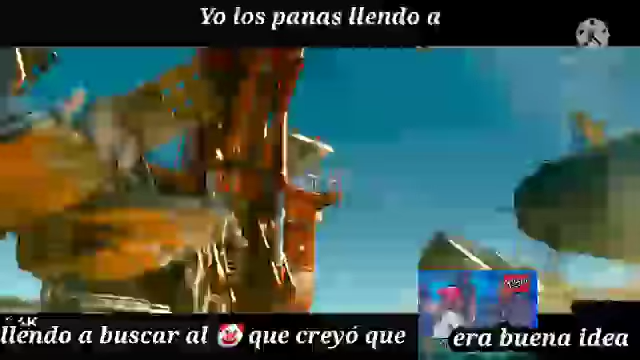 Yo los panas llendo a
llendo a buscar al 🤡 que creyó que era buena idea